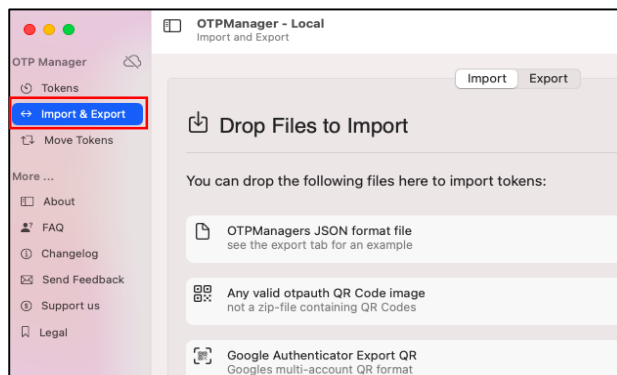 OTPManager - Local
Import and Export
OTP Manager
Tokens
Import & Export
Move Tokens
More ...
About
FAQ
Changelog
Send Feedback
Support us
Legal
Import Export
Drop Files to Import
You can drop the following files here to import tokens:
OTPManagers JSON format file
see the export tab for an example
Any valid otpauth QR Code image
not a zip-file containing QR Codes
Google Authenticator Export QR
Googles multi-account QR format